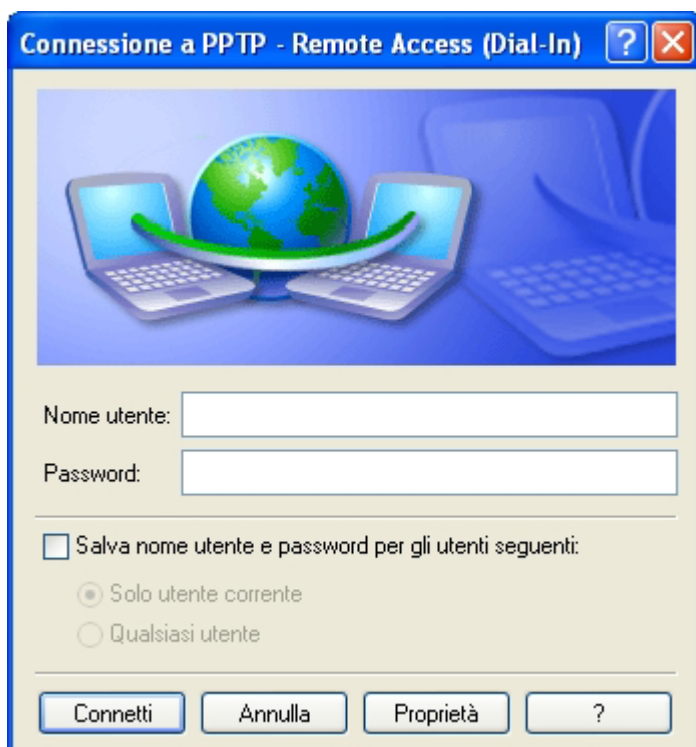 Connessione a PPTP - Remote Access (Dial-In) ?
Nome utente:
Password:
Salva nome utente e password per gli utenti seguenti:
Solo utente corrente
Qualsiasi utente
Connetti Annulla Proprietà ?